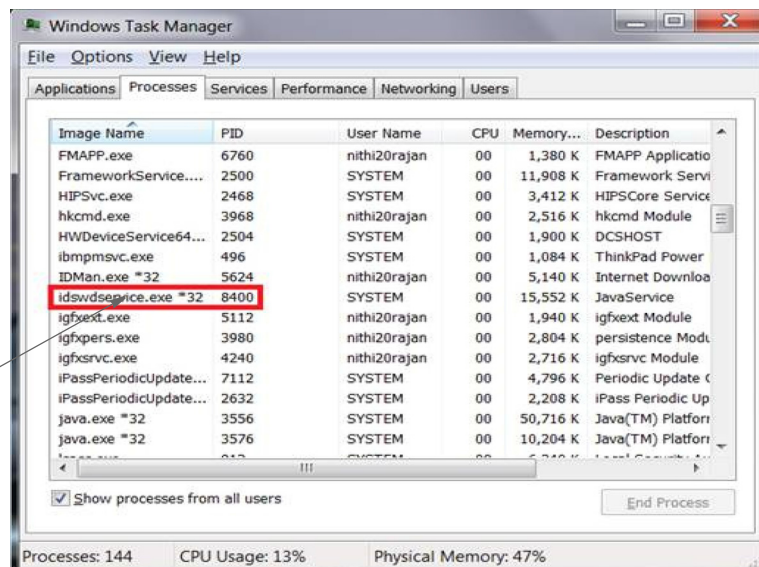 Windows Task Manager
File Options View Help
Applications Processes Services Performance Networking Users
Image Name PID User Name CPU Memory... Description
FMAPP.exe 6760 nithi20rajan 00 1,380 K FMAPP Applicatio
FrameworkService.... 2500 SYSTEM 00 11,908 K Framework Servi
HIPSvc.exe 2468 SYSTEM 00 3,412 K HIPSCore Service
hkcmd.exe 3968 nithi20rajan 00 2,516 K hkcmd Module
HWDeviceService64... 2504 SYSTEM 00 1,900 K DCSHOST
ibmpmsvc.exe 496 SYSTEM 00 1,084 K ThinkPad Power
IDMan.exe *32 5624 nithi20rajan 00 5,140 K Internet Downloa
idswdservice.exe *32 8400 SYSTEM 00 15,552 K JavaService
igfxext.exe 5112 nithi20rajan 00 1,940 K igfxext Module
igfxpers.exe 3980 nithi20rajan 00 2,804 K persistence Modu
igfxsrvc.exe 4240 nithi20rajan 00 2,716 K igfxsrvc Module
iPassPeriodicUpdate... 7112 SYSTEM 00 4,796 K Periodic Update
iPassPeriodicUpdate... 2632 SYSTEM 00 2,208 K iPass Periodic Up
java.exe *32 3556 SYSTEM 00 50,716 K Java(TM) Platforr
java.exe *32 3576 SYSTEM 00 10,204 K Java(TM) Platforr
Show processes from all users
End Process
Processes: 144 CPU Usage: 13% Physical Memory: 47%